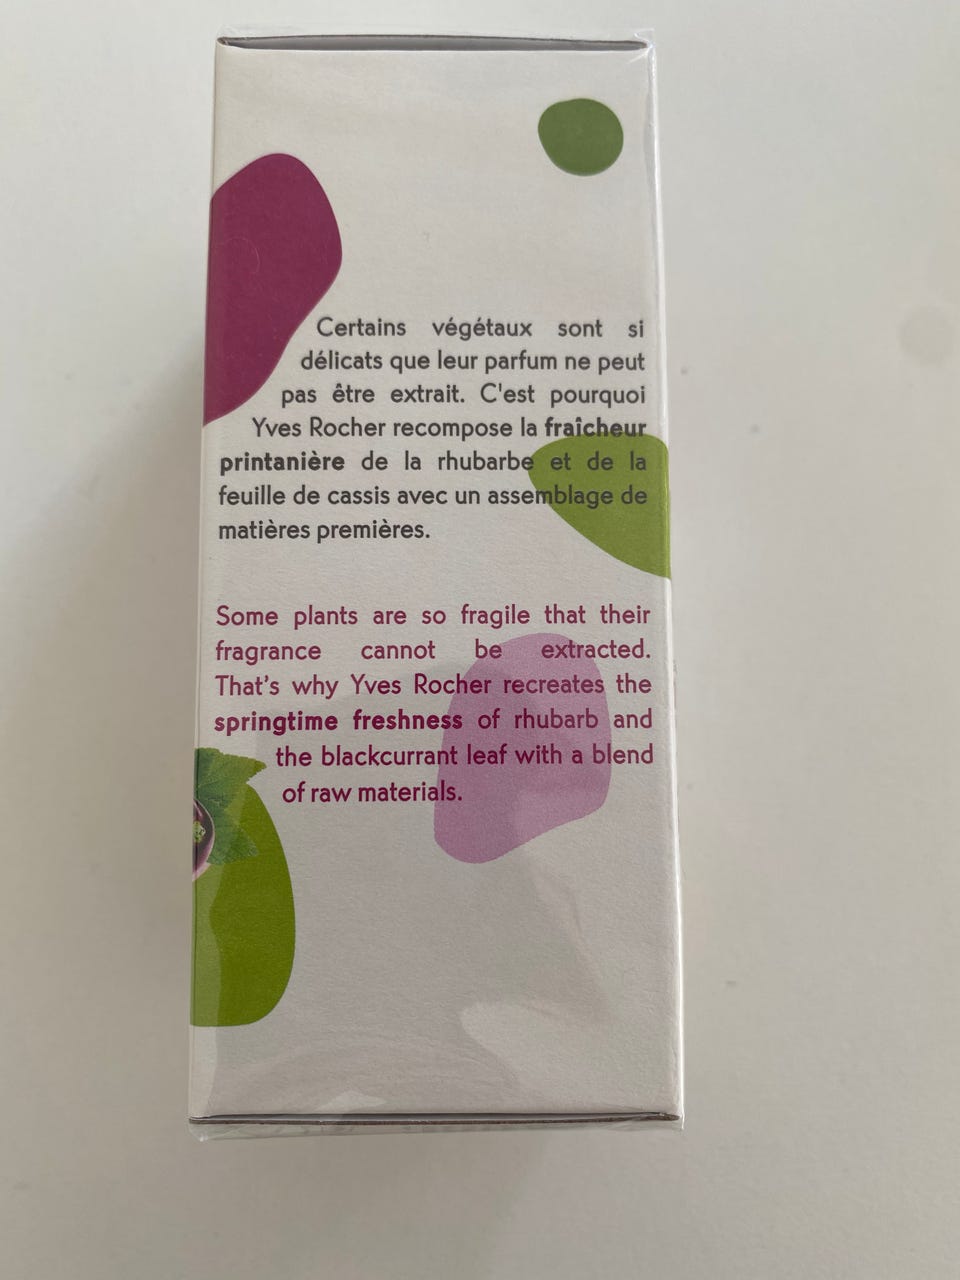 Certains végétaux sont si
délicats que leur parfum ne peut
pas être extrait. C'est pourquoi
Yves Rocher recompose la fraîcheur
printanière de la rhubarbe et de la
feuille de cassis avec un assemblage de
matières premières.
Some plants are so fragile that their
fragrance cannot be extracted.
That's why Yves Rocher recreates the
springtime freshness of rhubarb and
the blackcurrant leaf with a blend
of raw materials.